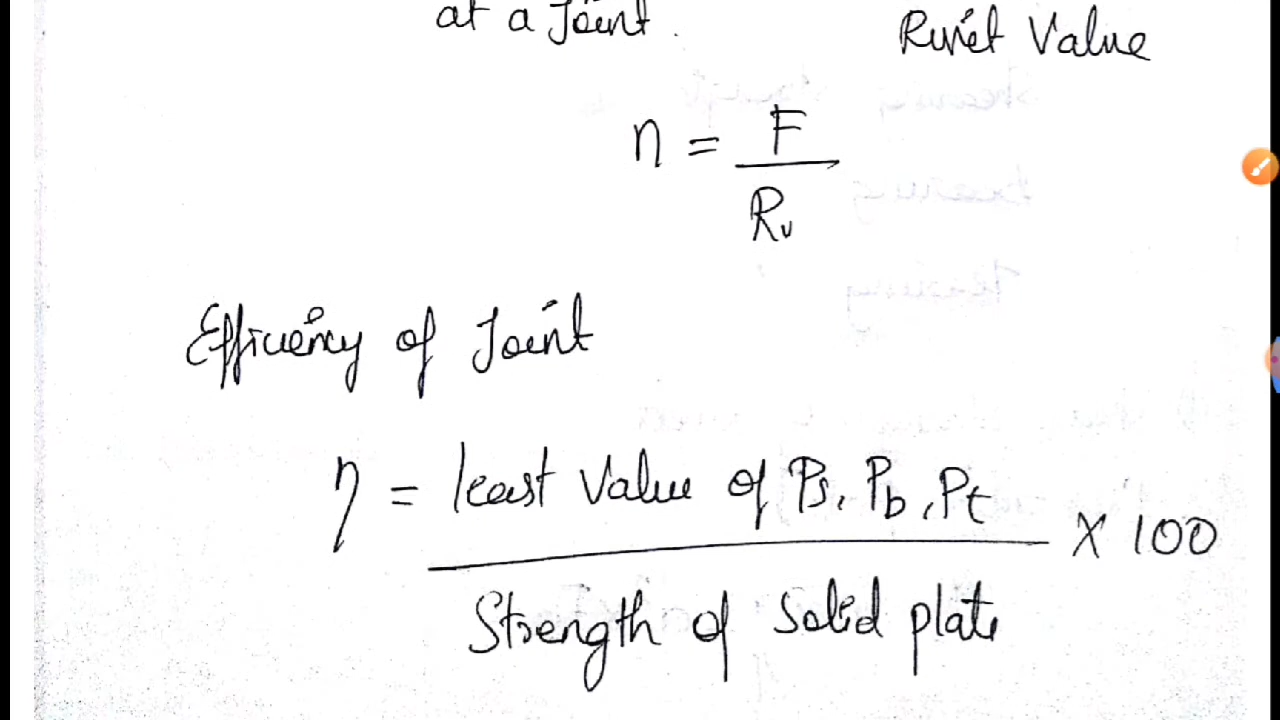 at a Joint.
Rivet Value
n = F / Rv
Efficiency of Joint
η = least Value of Ps, Pb, Pt / Strength of Solid plate × 100